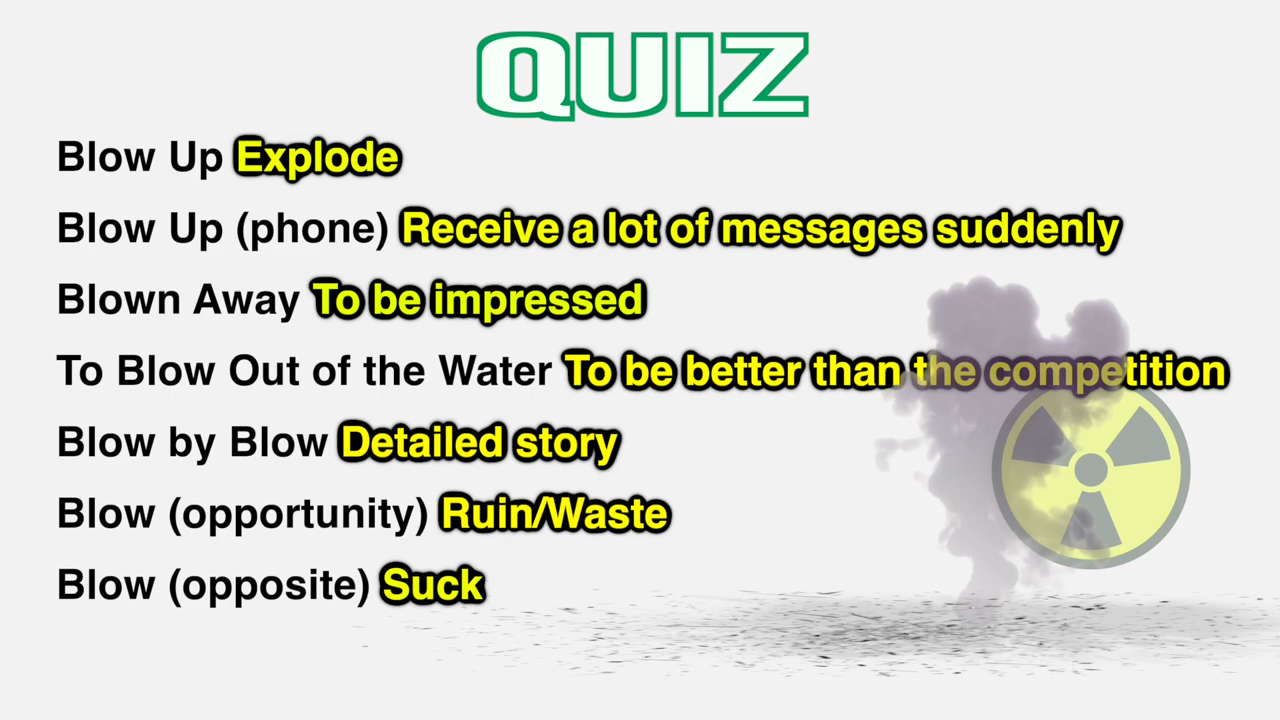 QUIZ
Blow Up Explode
Blow Up (phone) Receive a lot of messages suddenly
Blown Away To be impressed
To Blow Out of the Water To be better than the competition
Blow by Blow Detailed story
Blow (opportunity) Ruin/Waste
Blow (opposite) Suck